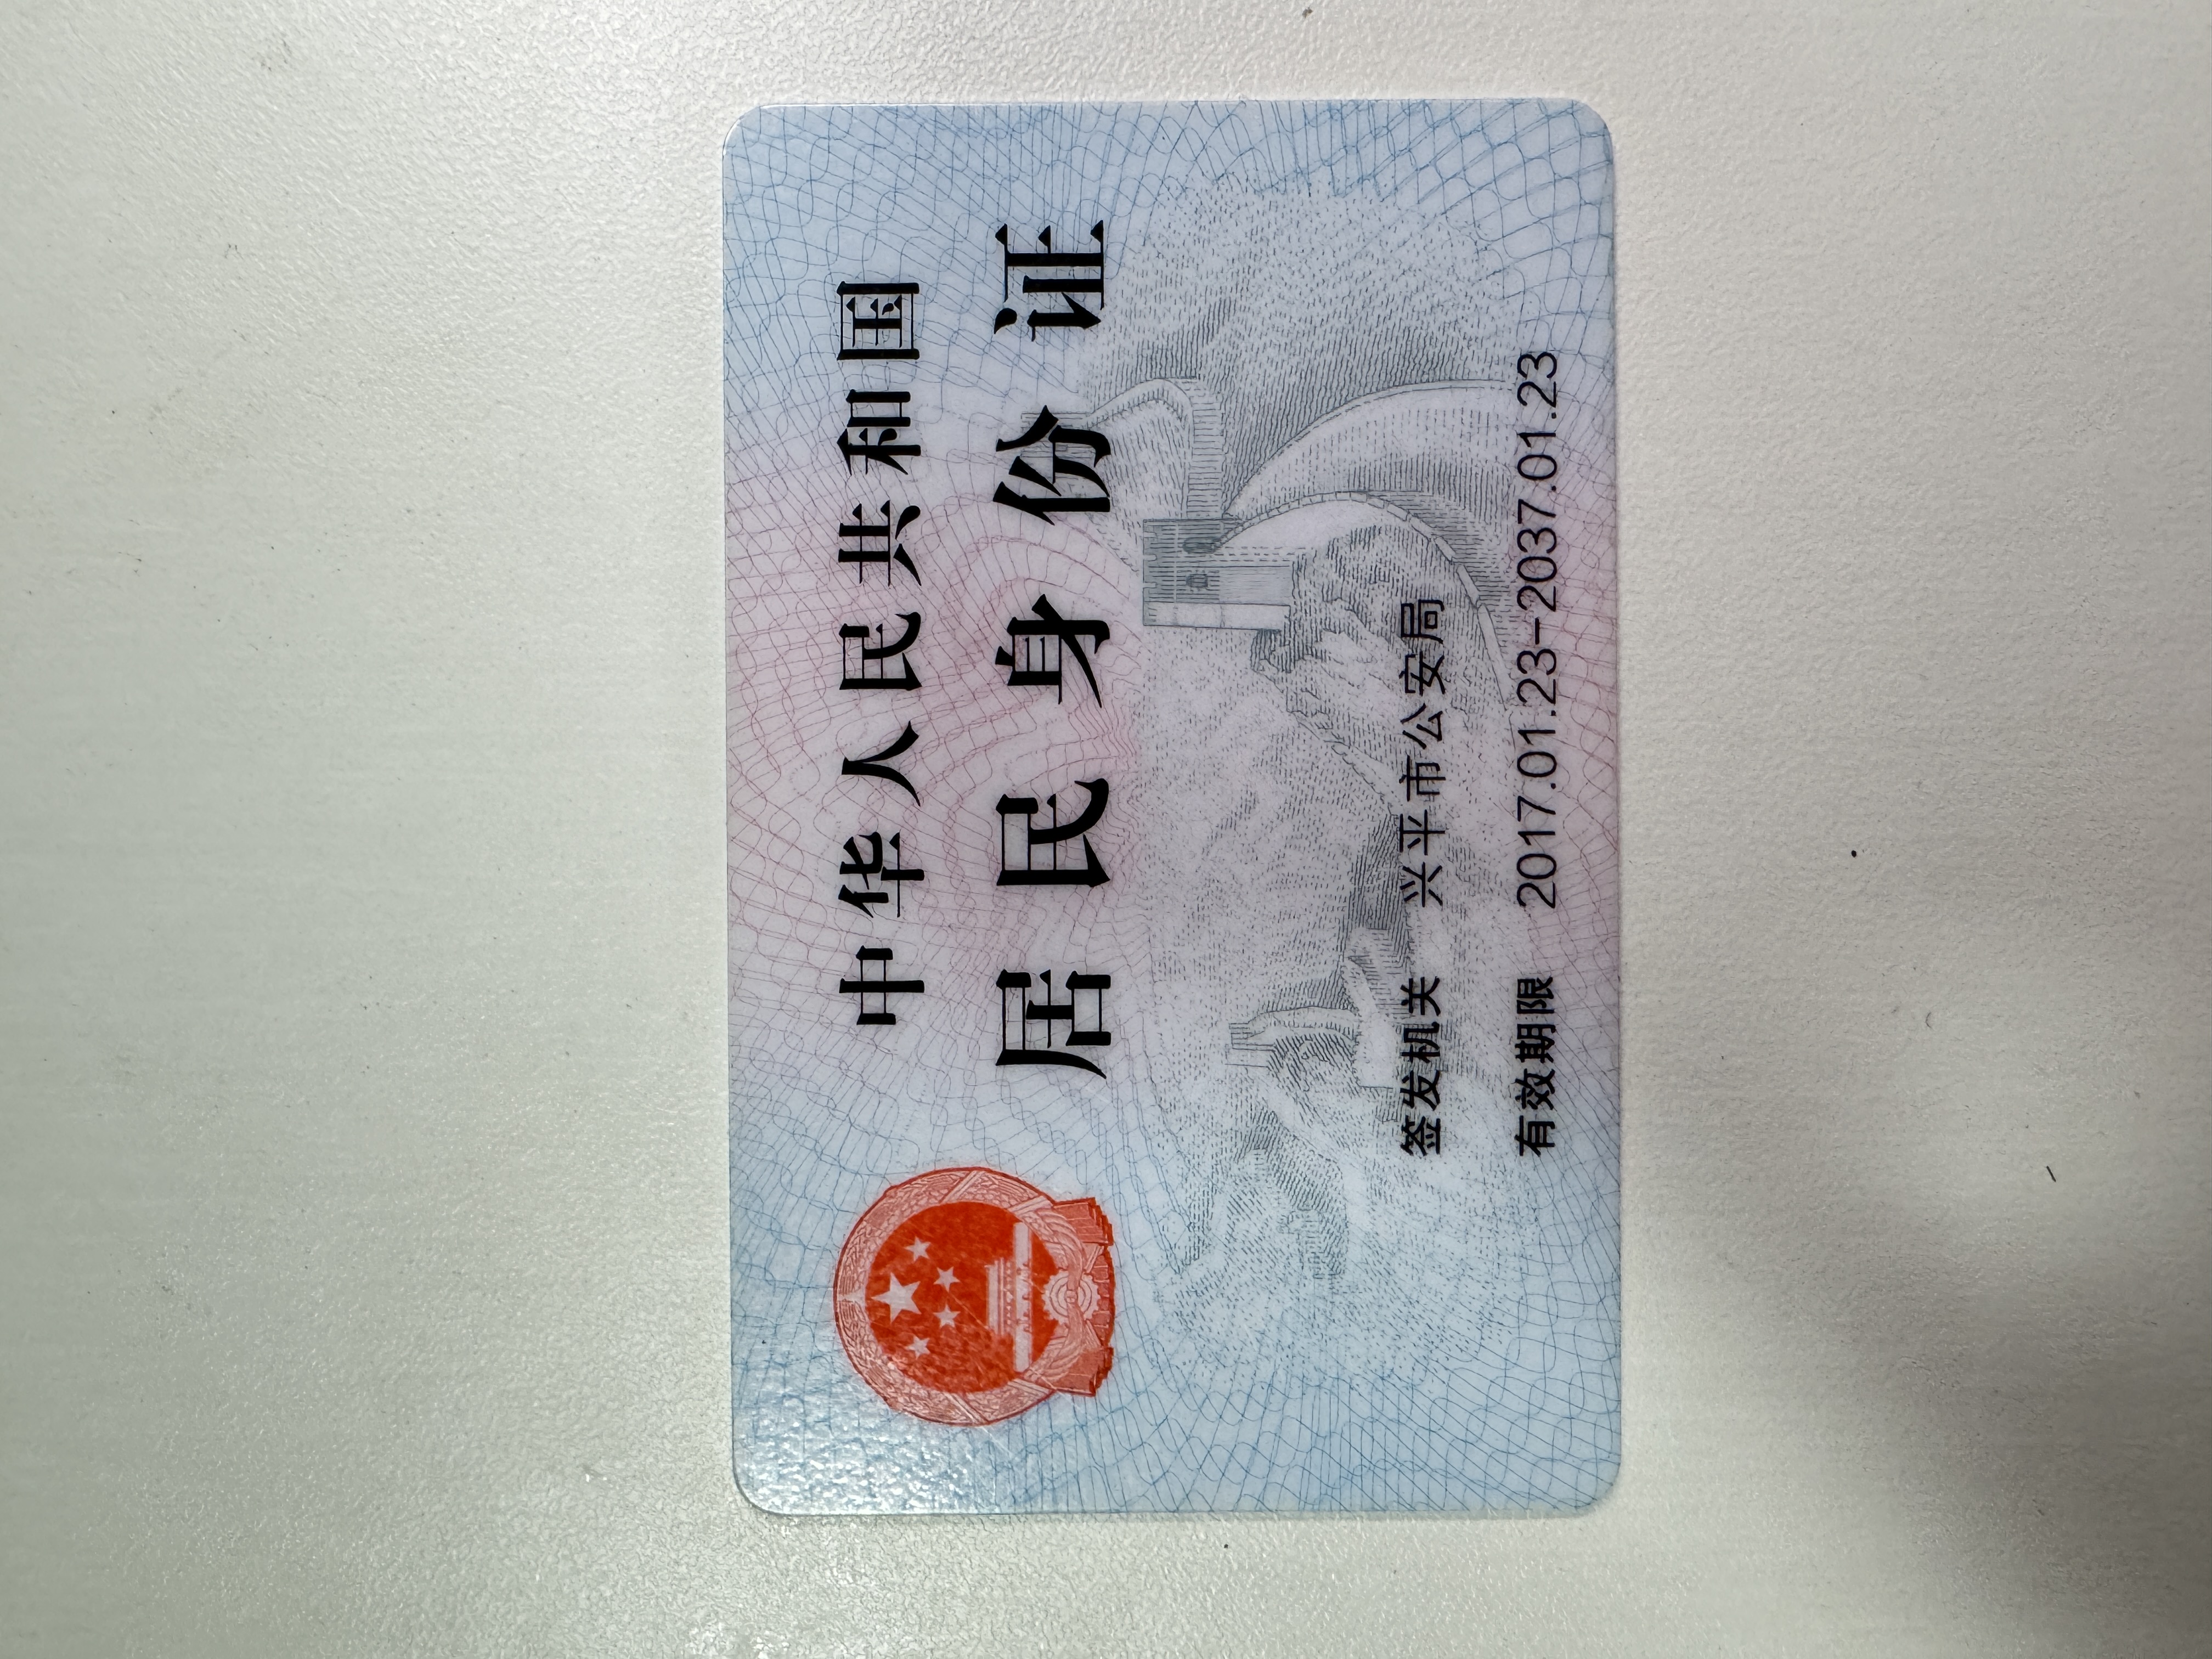 中华人民共和国
居民身份证
签发机关 兴平市公安局
有效期限 2017.01.23-2037.01.23